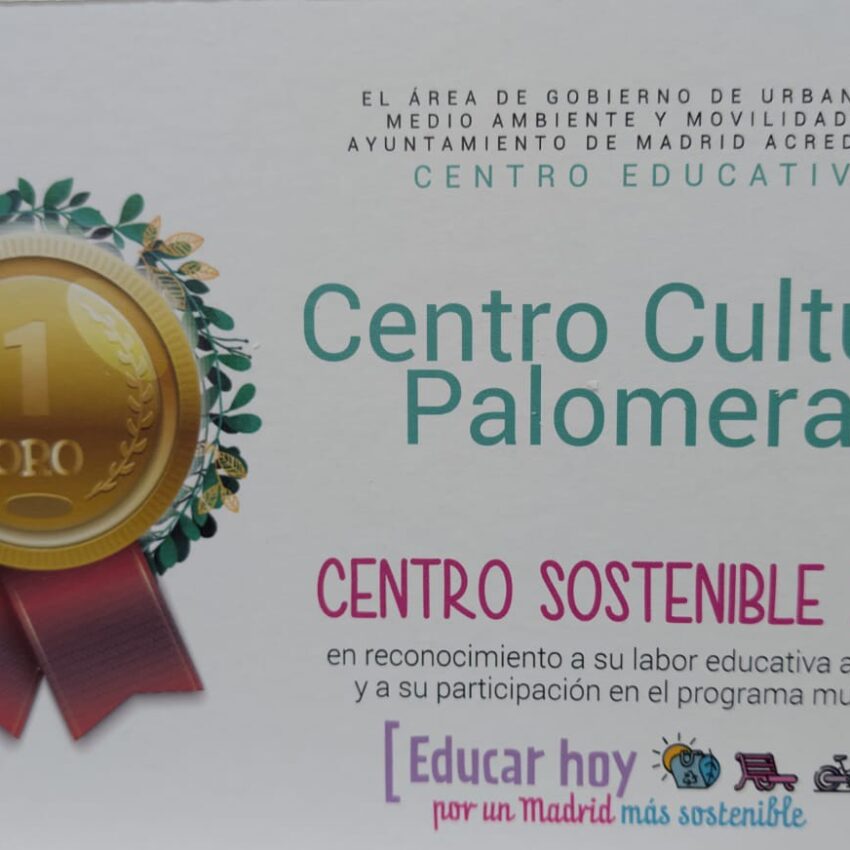 EL ÁREA DE GOBIERNO DE URBAN
MEDIO AMBIENTE Y MOVILIDAD
AYUNTAMIENTO DE MADRID ACRED
CENTRO EDUCATIV
1
ORO
Centro Cultu
Palomera
CENTRO SOSTENIBLE
en reconocimiento a su labor educativa a
y a su participación en el programa mu
[Educar hoy
por un Madrid más sostenible